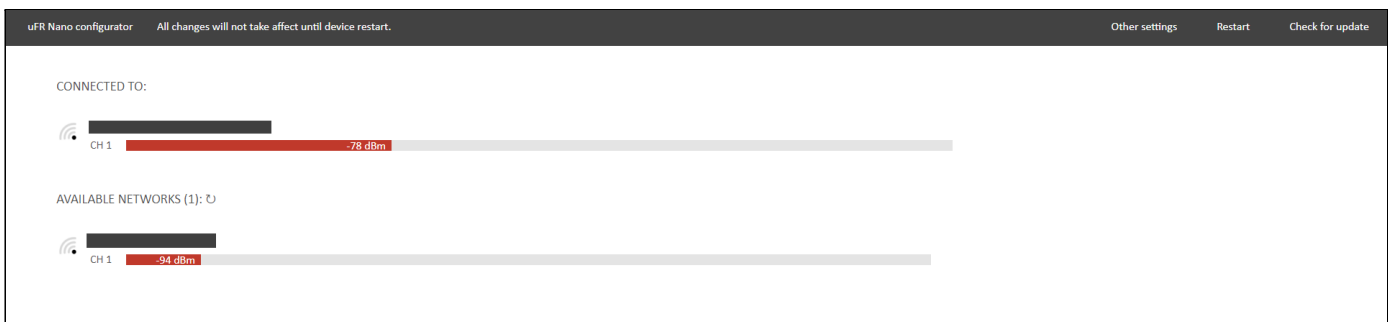 uFR Nano configurator All changes will not take affect until device restart. Other settings Restart Check for update
CONNECTED TO:
CH 1 -78 dBm
AVAILABLE NETWORKS (1): ↻
CH 1 -94 dBm